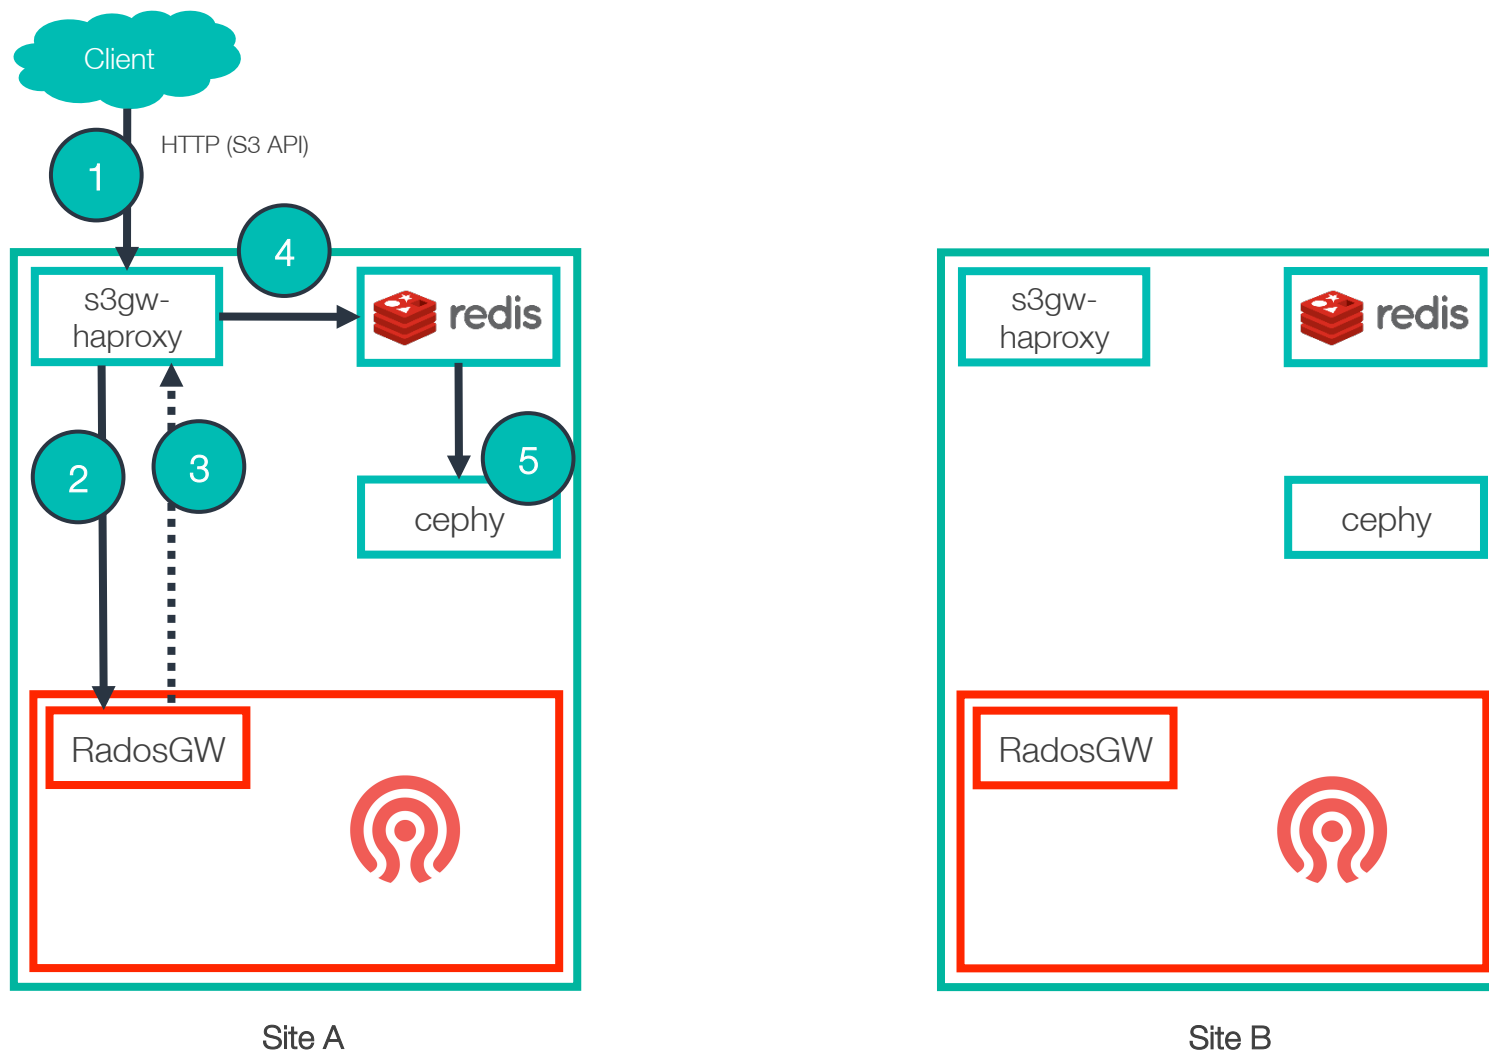 Client
HTTP (S3 API)
1
4
s3gw-
haproxy
redis
2
3
5
cephy
RadosGW
Site A
s3gw-
haproxy
redis
cephy
RadosGW
Site B